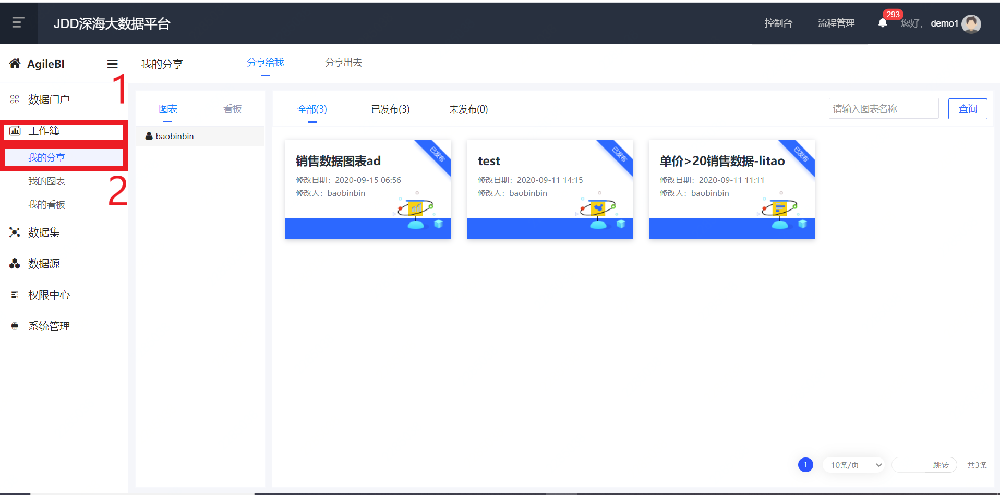 JDD深海大数据平台
控制台
流程管理
293
您好，
demo1
AgileBI
1
数据门户
工作簿
我的分享
2
我的图表
我的看板
数据集
数据源
权限中心
系统管理
我的分享
分享给我
分享出去
图表
看板
baobinbin
全部(3)
已发布(3)
未发布(0)
请输入图表名称
查询
已发布
销售数据图表ad
修改日期：2020-09-15 06:56
修改人：baobinbin
已发布
test
修改日期：2020-09-11 14:15
修改人：baobinbin
已发布
单价>20销售数据-litao
修改日期：2020-09-11 11:11
修改人：baobinbin
1
10条/页
跳转
共3条